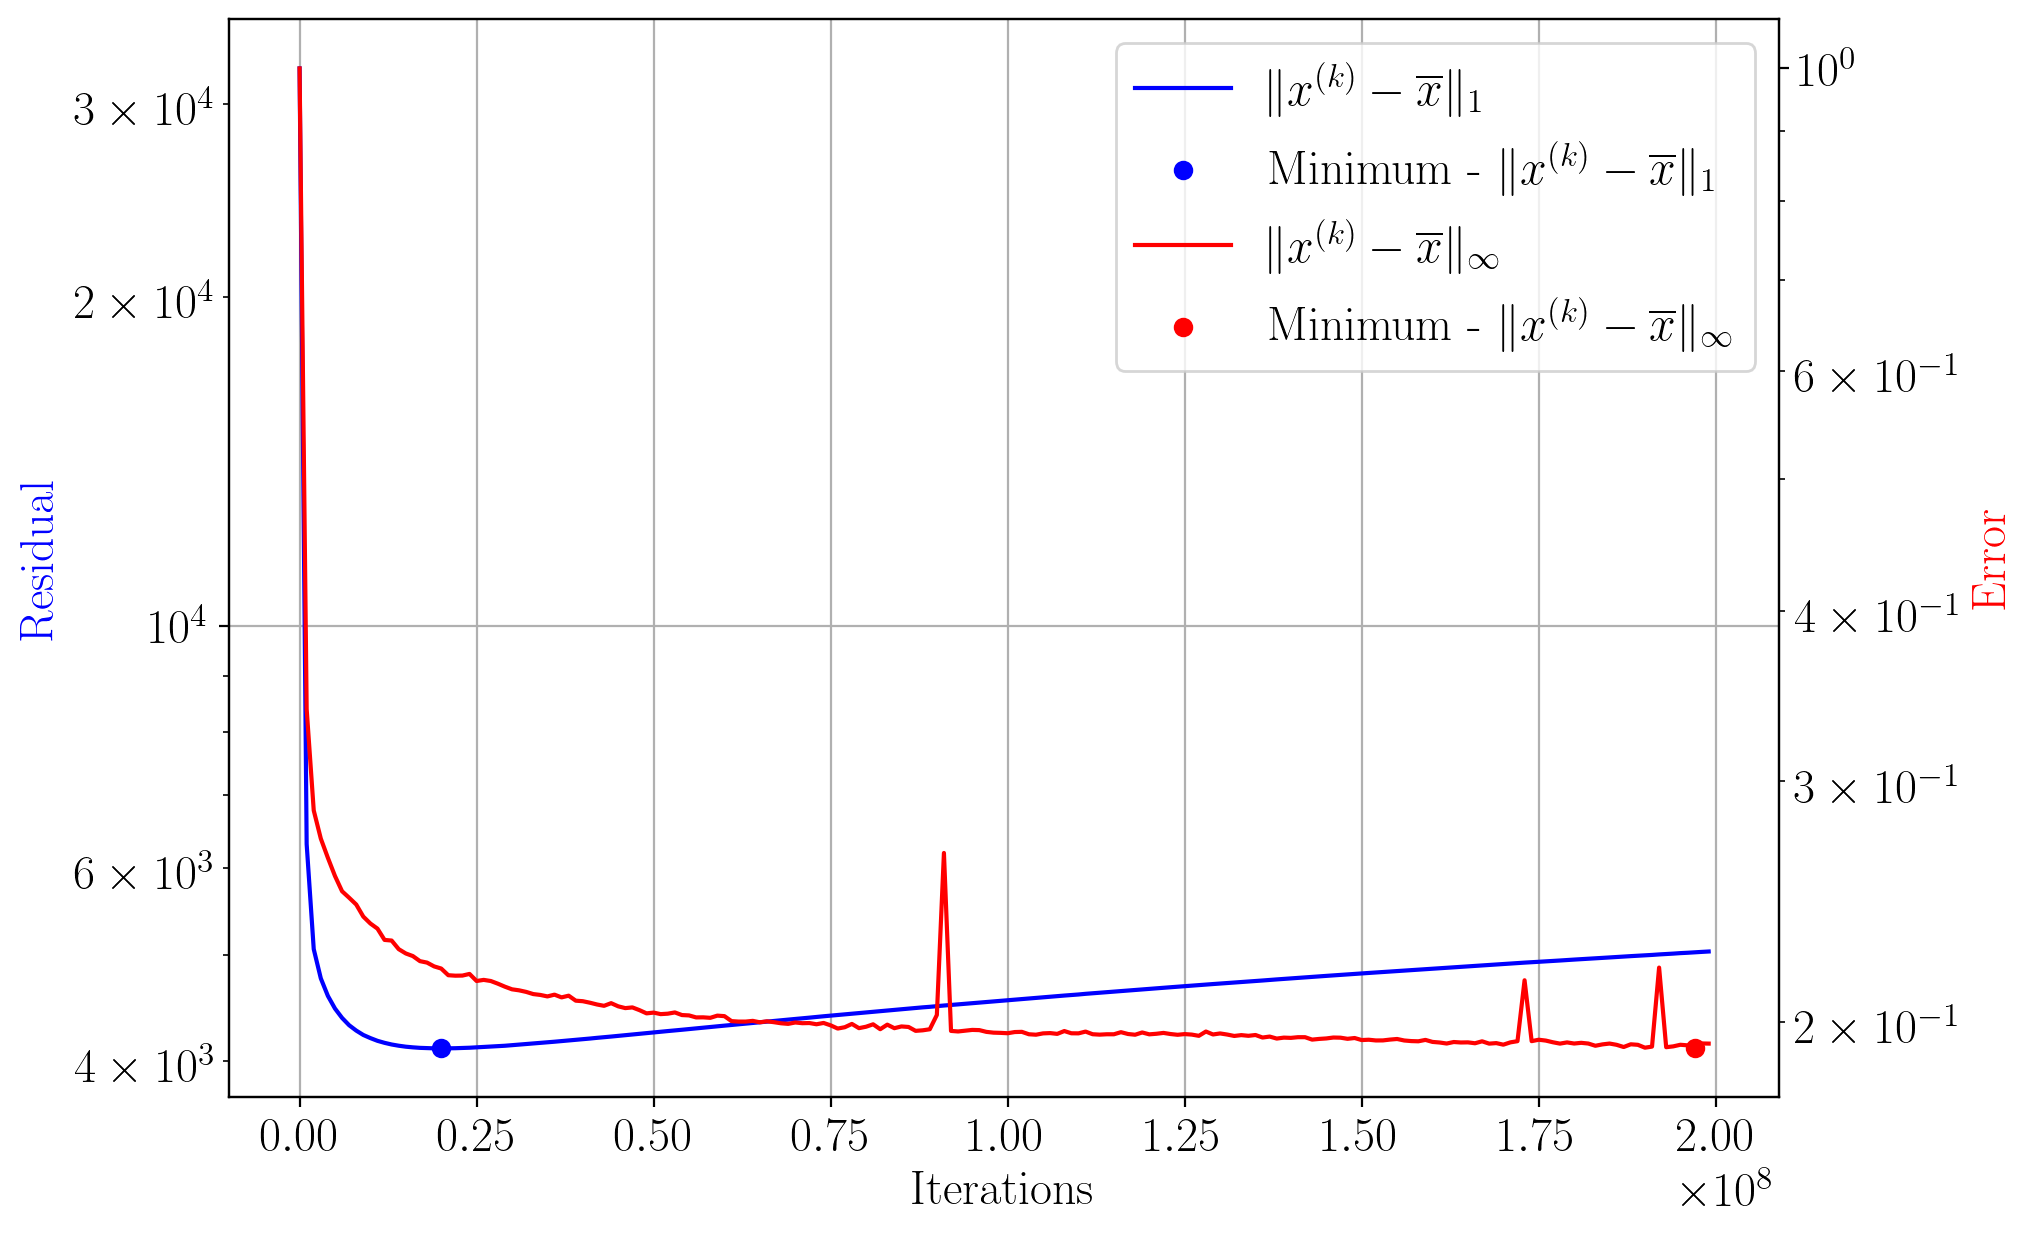 ‖x^(k) − x̅‖₁
Minimum - ‖x^(k) − x̅‖₁
‖x^(k) − x̅‖∞
Minimum - ‖x^(k) − x̅‖∞
Residual
3 × 10⁴
2 × 10⁴
10⁴
6 × 10³
4 × 10³
10⁰
6 × 10⁻¹
4 × 10⁻¹
3 × 10⁻¹
2 × 10⁻¹
Error
0.00 0.25 0.50 0.75 1.00 1.25 1.50 1.75 2.00
Iterations
×10⁸